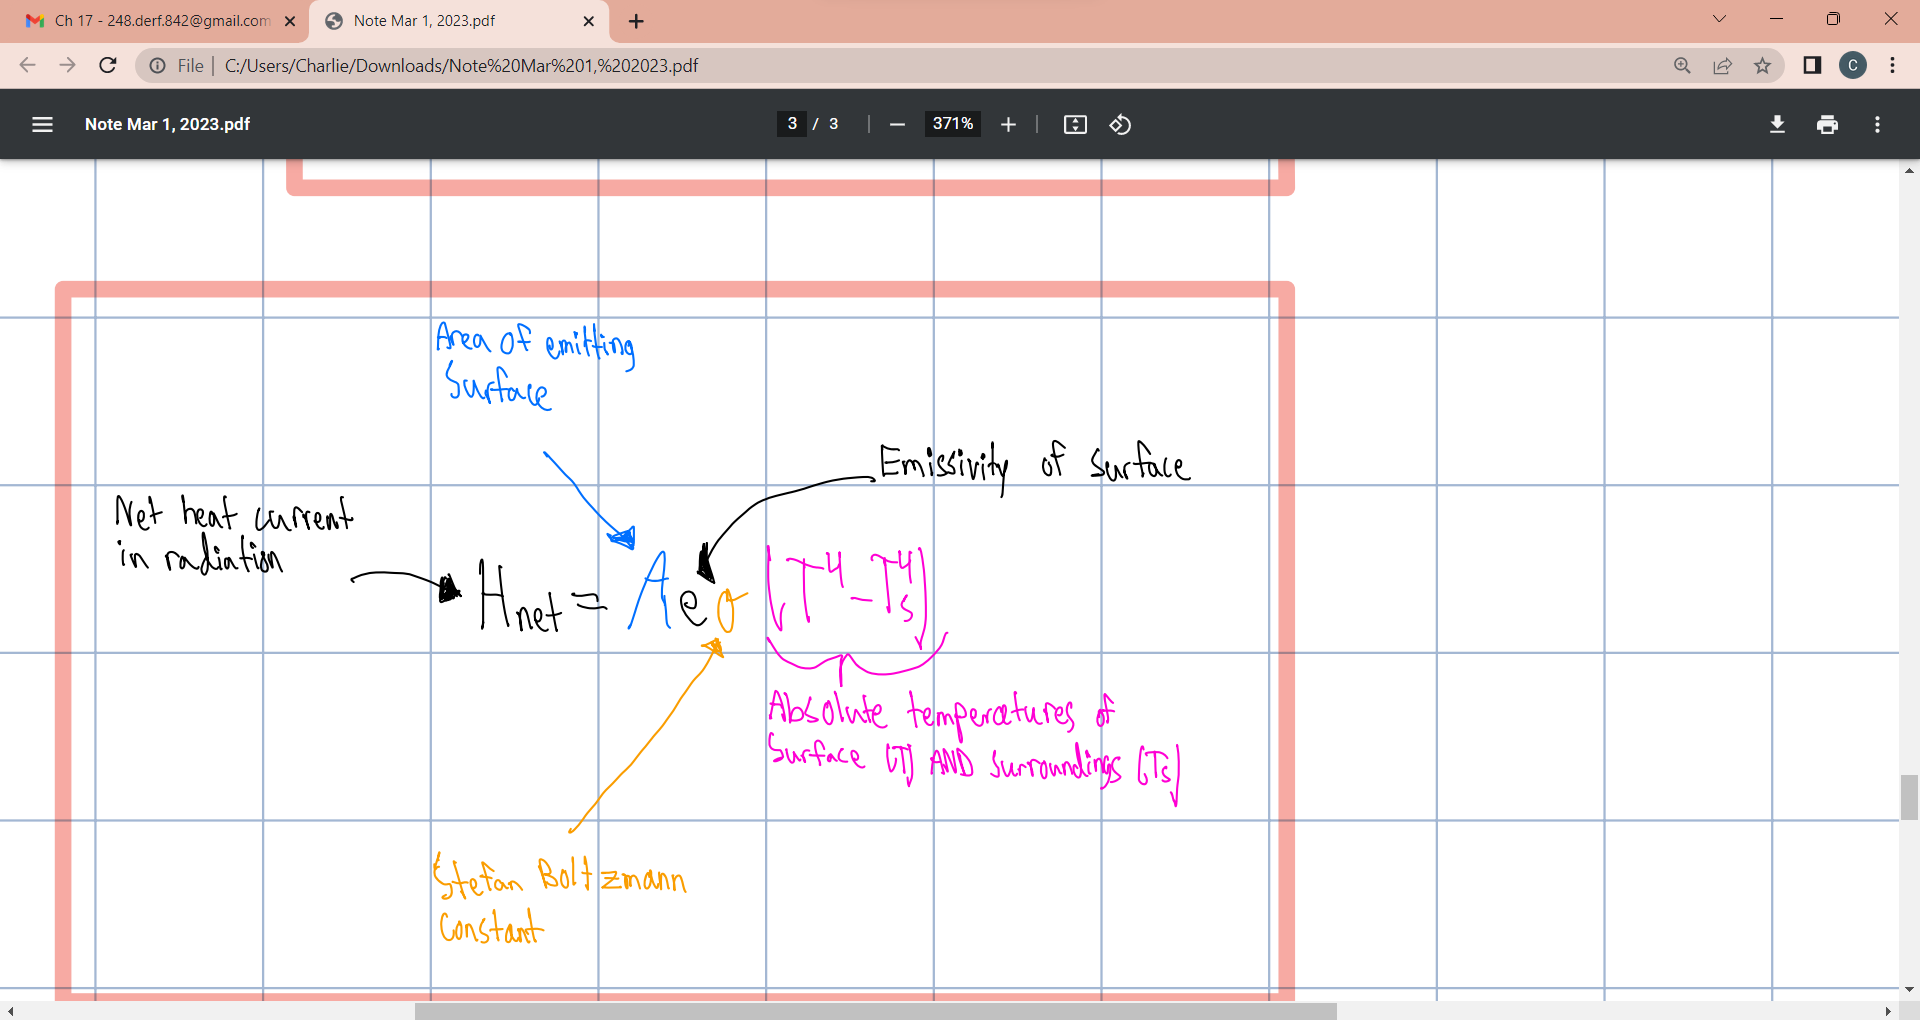 Ch 17 - 248.derf.842@gmail.com
Note Mar 1, 2023.pdf
File | C:/Users/Charlie/Downloads/Note%20Mar%201,%202023.pdf
C
Note Mar 1, 2023.pdf
3 / 3
371%
Area of emitting
Surface
Emissivity of surface
Net heat current
in radiation
Hnet = Aeσ (T⁴ - Ts⁴)
Absolute temperatures of
Surface (T) AND Surroundings (Ts)
Stefan Boltzmann
Constant